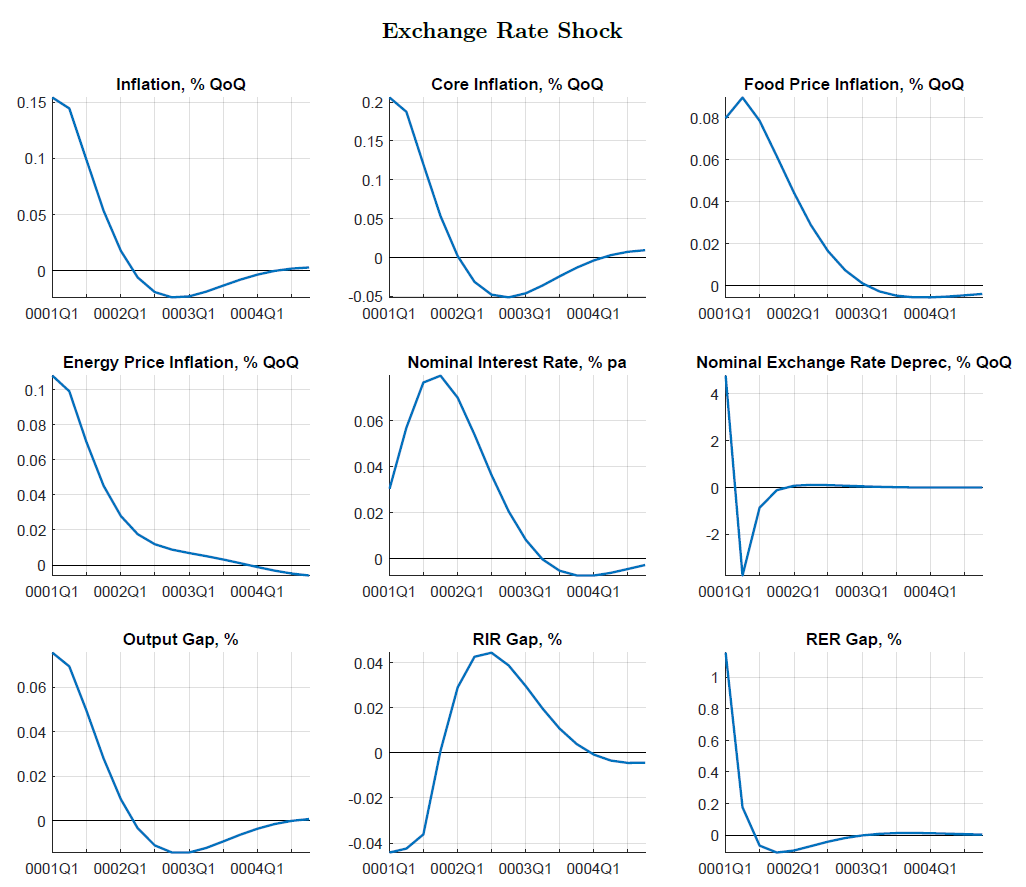 Exchange Rate Shock
Inflation, % QoQ
0.15
0.1
0.05
0
0001Q1 0002Q1 0003Q1 0004Q1
Core Inflation, % QoQ
0.2
0.15
0.1
0.05
0
-0.05
0001Q1 0002Q1 0003Q1 0004Q1
Food Price Inflation, % QoQ
0.08
0.06
0.04
0.02
0
0001Q1 0002Q1 0003Q1 0004Q1
Energy Price Inflation, % QoQ
0.1
0.08
0.06
0.04
0.02
0
0001Q1 0002Q1 0003Q1 0004Q1
Nominal Interest Rate, % pa
0.06
0.04
0.02
0
0001Q1 0002Q1 0003Q1 0004Q1
Nominal Exchange Rate Deprec, % QoQ
4
2
0
-2
0001Q1 0002Q1 0003Q1 0004Q1
Output Gap, %
0.06
0.04
0.02
0
0001Q1 0002Q1 0003Q1 0004Q1
RIR Gap, %
0.04
0.02
0
-0.02
-0.04
0001Q1 0002Q1 0003Q1 0004Q1
RER Gap, %
1
0.8
0.6
0.4
0.2
0
0001Q1 0002Q1 0003Q1 0004Q1